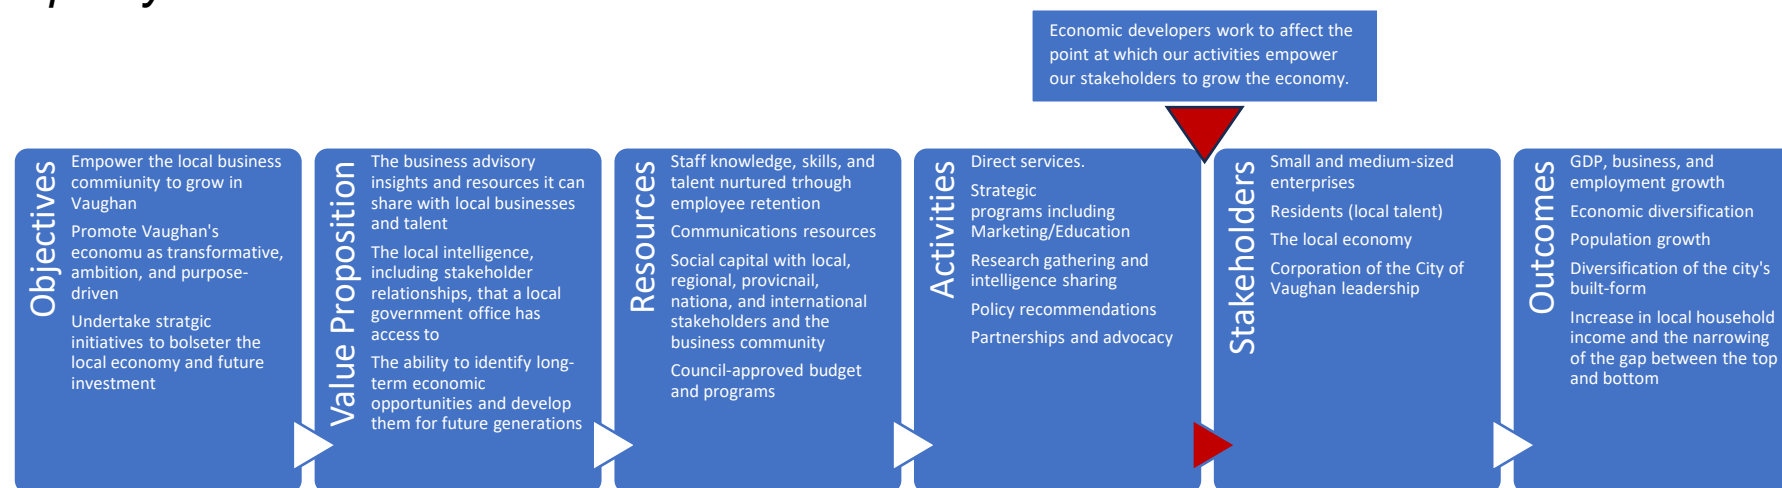 Economic developers work to affect the
point at which our activities empower
our stakeholders to grow the economy.
Objectives
Empower the local business
commiunity to grow in
Vaughan
Promote Vaughan's
economu as transformative,
ambition, and purpose-
driven
Undertake stratgic
initiatives to bolseter the
local economy and future
investment
Value Proposition
The business advisory
insights and resources it can
share with local businesses
and talent
The local intelligence,
including stakeholder
relationships, that a local
government office has
access to
The ability to identify long-
term economic
opportunities and develop
them for future generations
Resources
Staff knowledge, skills, and
talent nurtured trhough
employee retention
Communications resources
Social capital with local,
regional, provicnail,
nationa, and international
stakeholders and the
business community
Council-approved budget
and programs
Activities
Direct services.
Strategic
programs including
Marketing/Education
Research gathering and
intelligence sharing
Policy recommendations
Partnerships and advocacy
Stakeholders
Small and medium-sized
enterprises
Residents (local talent)
The local economy
Corporation of the City of
Vaughan leadership
Outcomes
GDP, business, and
employment growth
Economic diversification
Population growth
Diversification of the city's
built-form
Increase in local household
income and the narrowing
of the gap between the top
and bottom